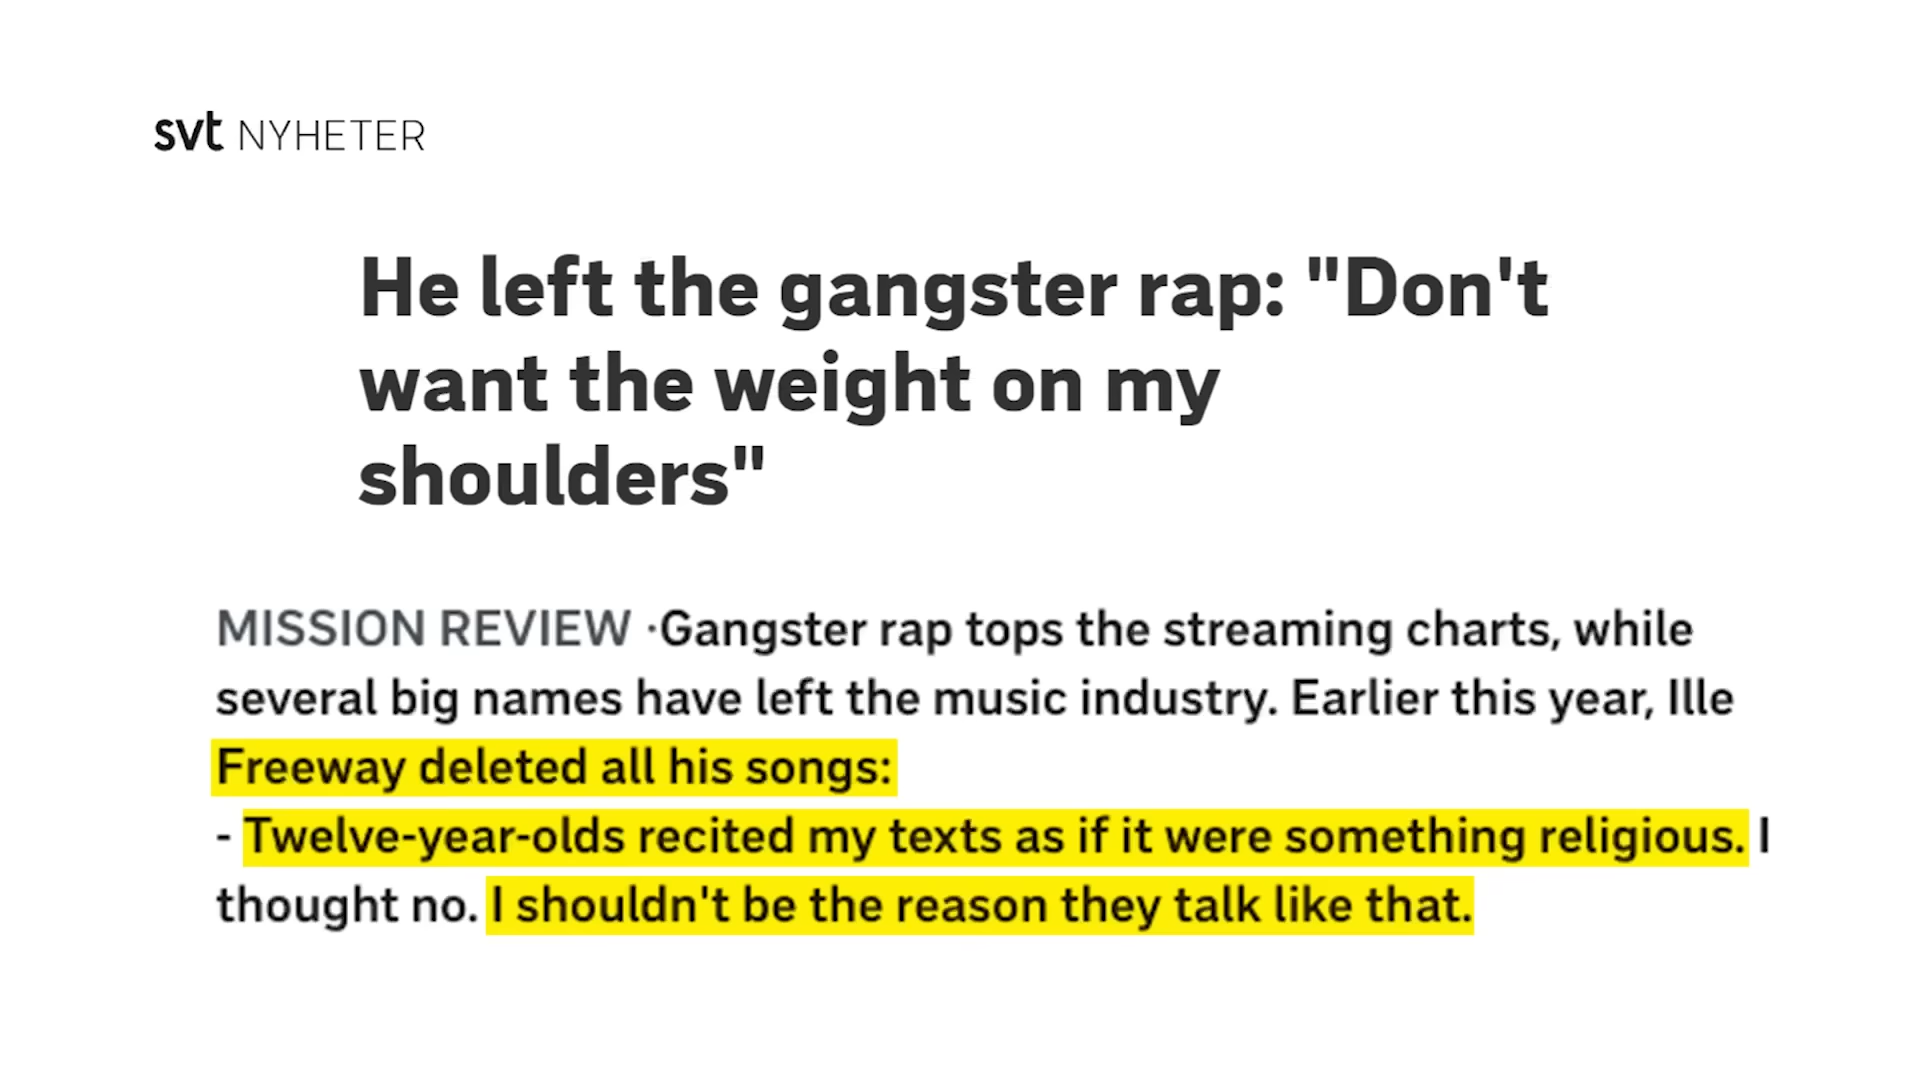 svt NYHETER
He left the gangster rap: "Don't
want the weight on my
shoulders"
MISSION REVIEW ·Gangster rap tops the streaming charts, while
several big names have left the music industry. Earlier this year, Ille
Freeway deleted all his songs:
- Twelve-year-olds recited my texts as if it were something religious. I
thought no. I shouldn't be the reason they talk like that.